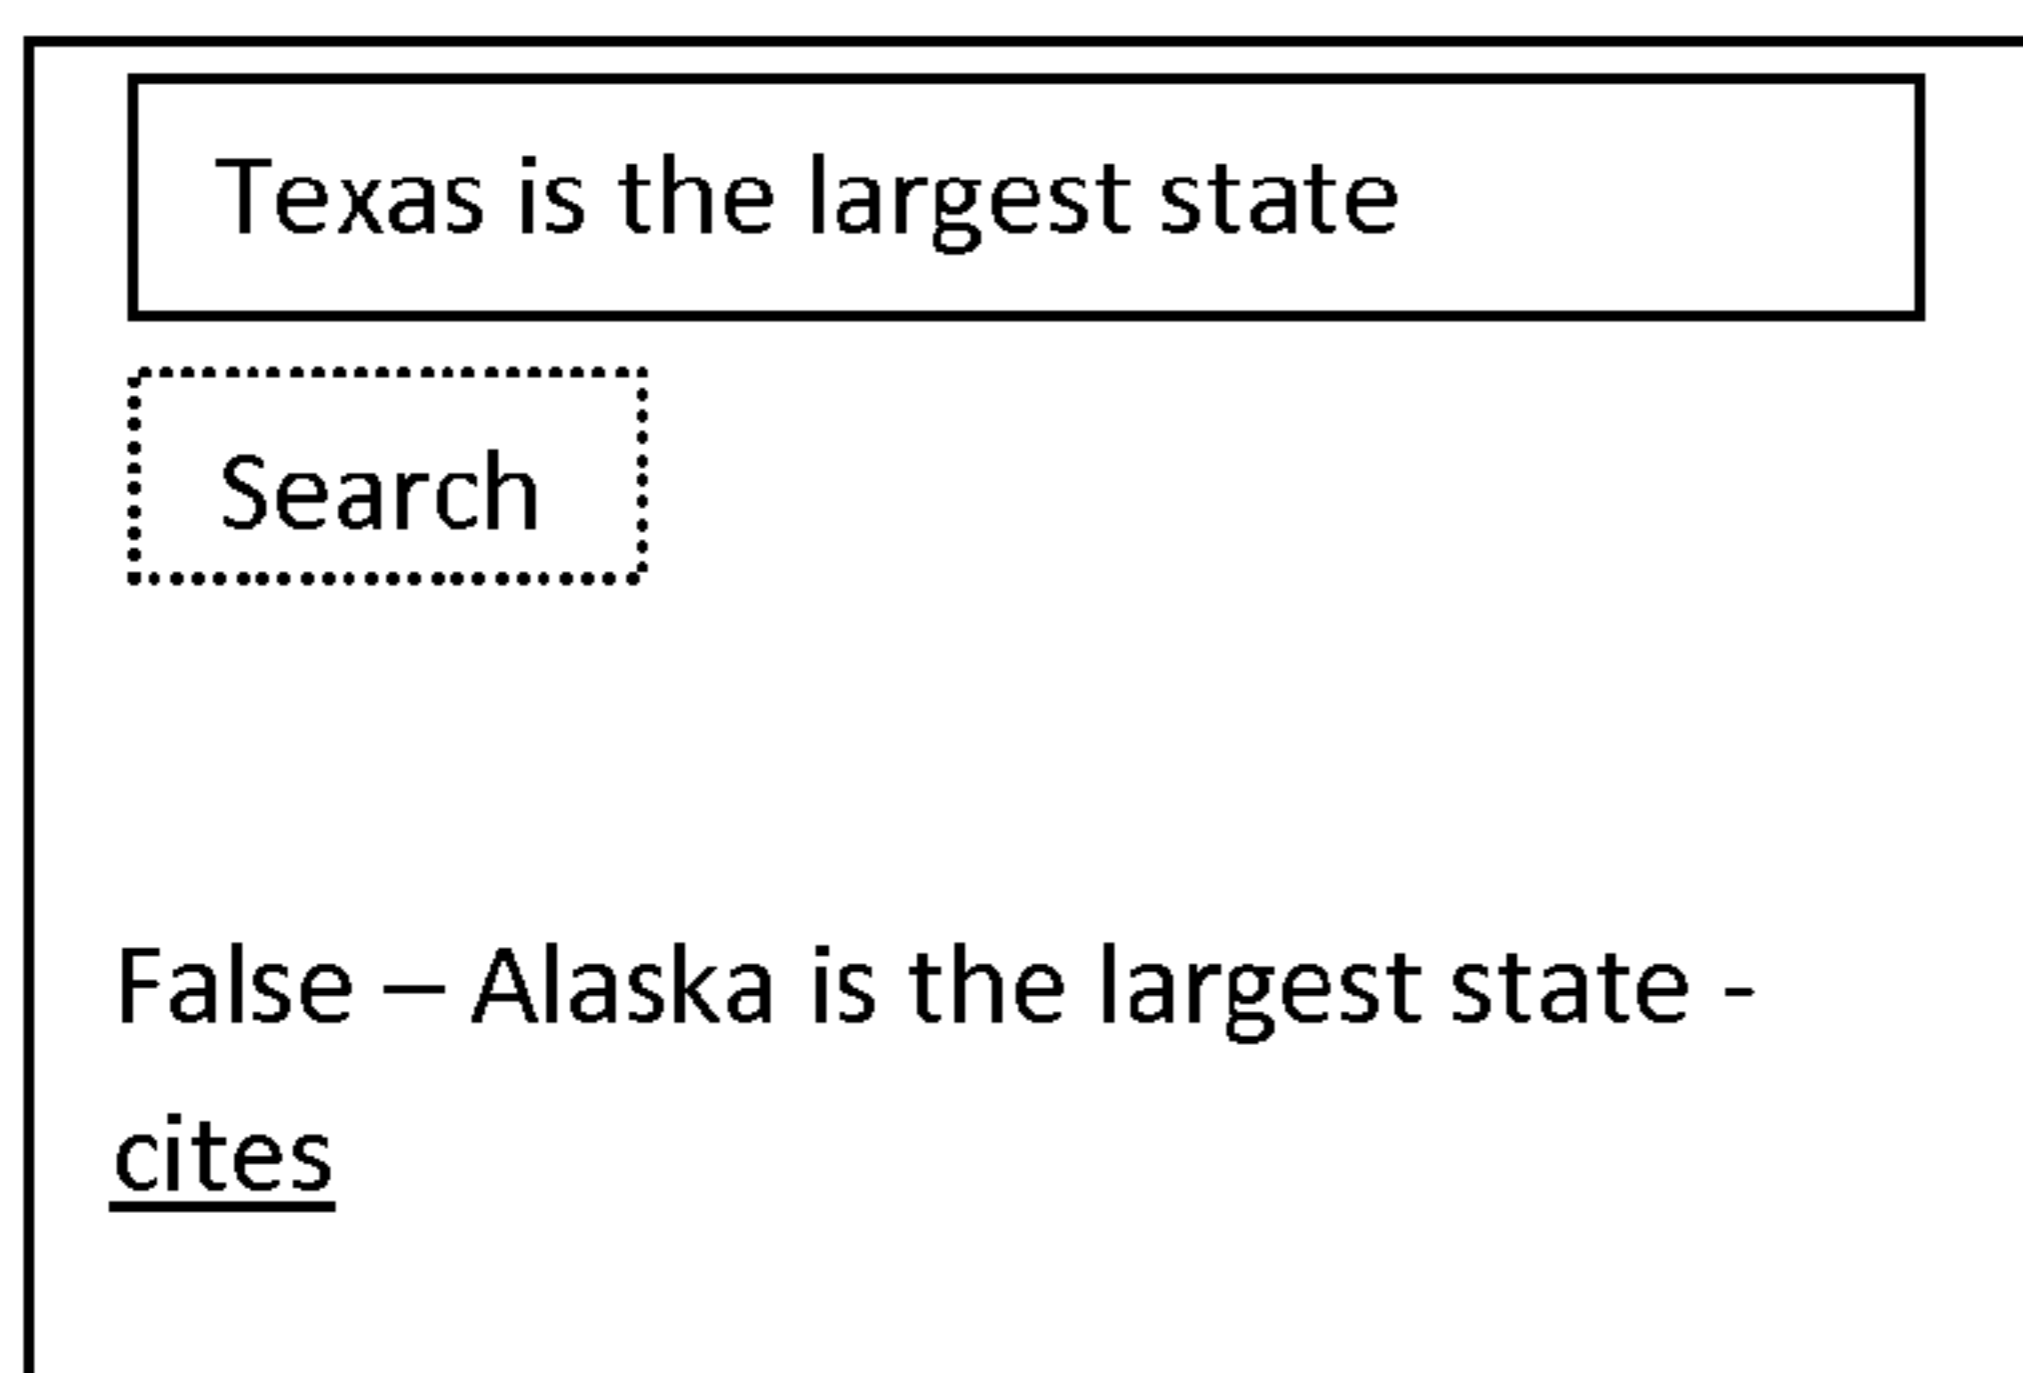 Texas is the largest state
Search
False – Alaska is the largest state -
cites